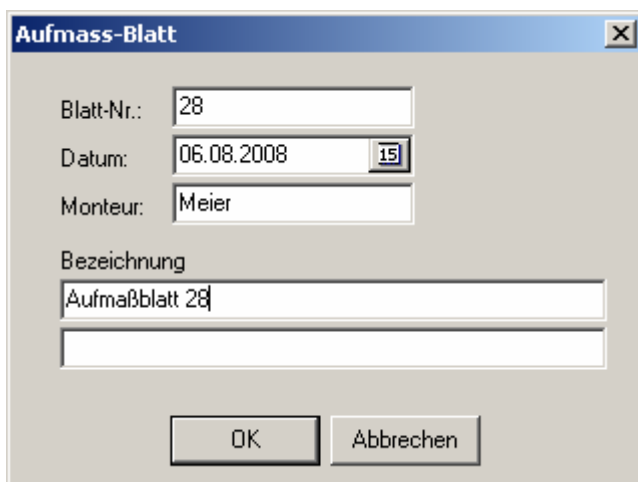 Aufmass-Blatt
Blatt-Nr.: 28
Datum: 06.08.2008 15
Monteur: Meier
Bezeichnung
Aufmaßblatt 28
OK Abbrechen